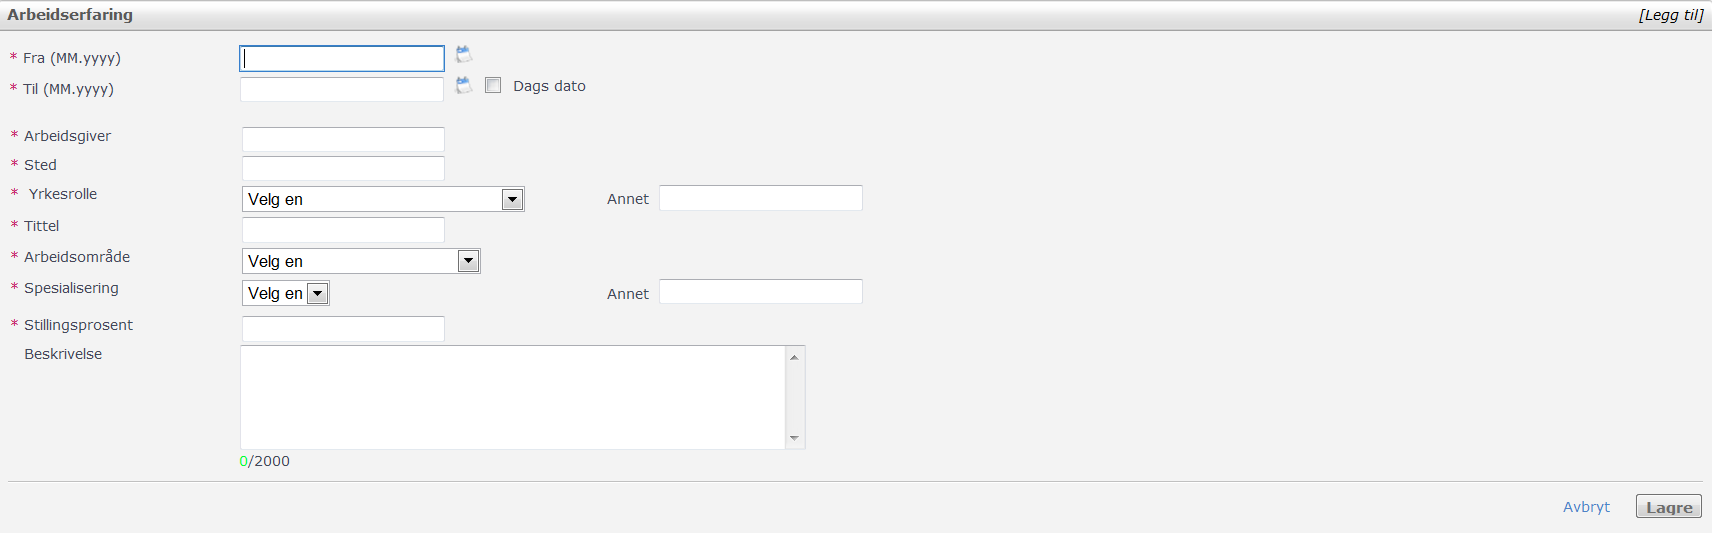 Arbeidserfaring [Legg til]
* Fra (MM.yyyy)
* Til (MM.yyyy) Dags dato
* Arbeidsgiver
* Sted
* Yrkesrolle Velg en Annet
* Tittel
* Arbeidsområde Velg en
* Spesialisering Velg en Annet
* Stillingsprosent
Beskrivelse
0/2000
Avbryt Lagre